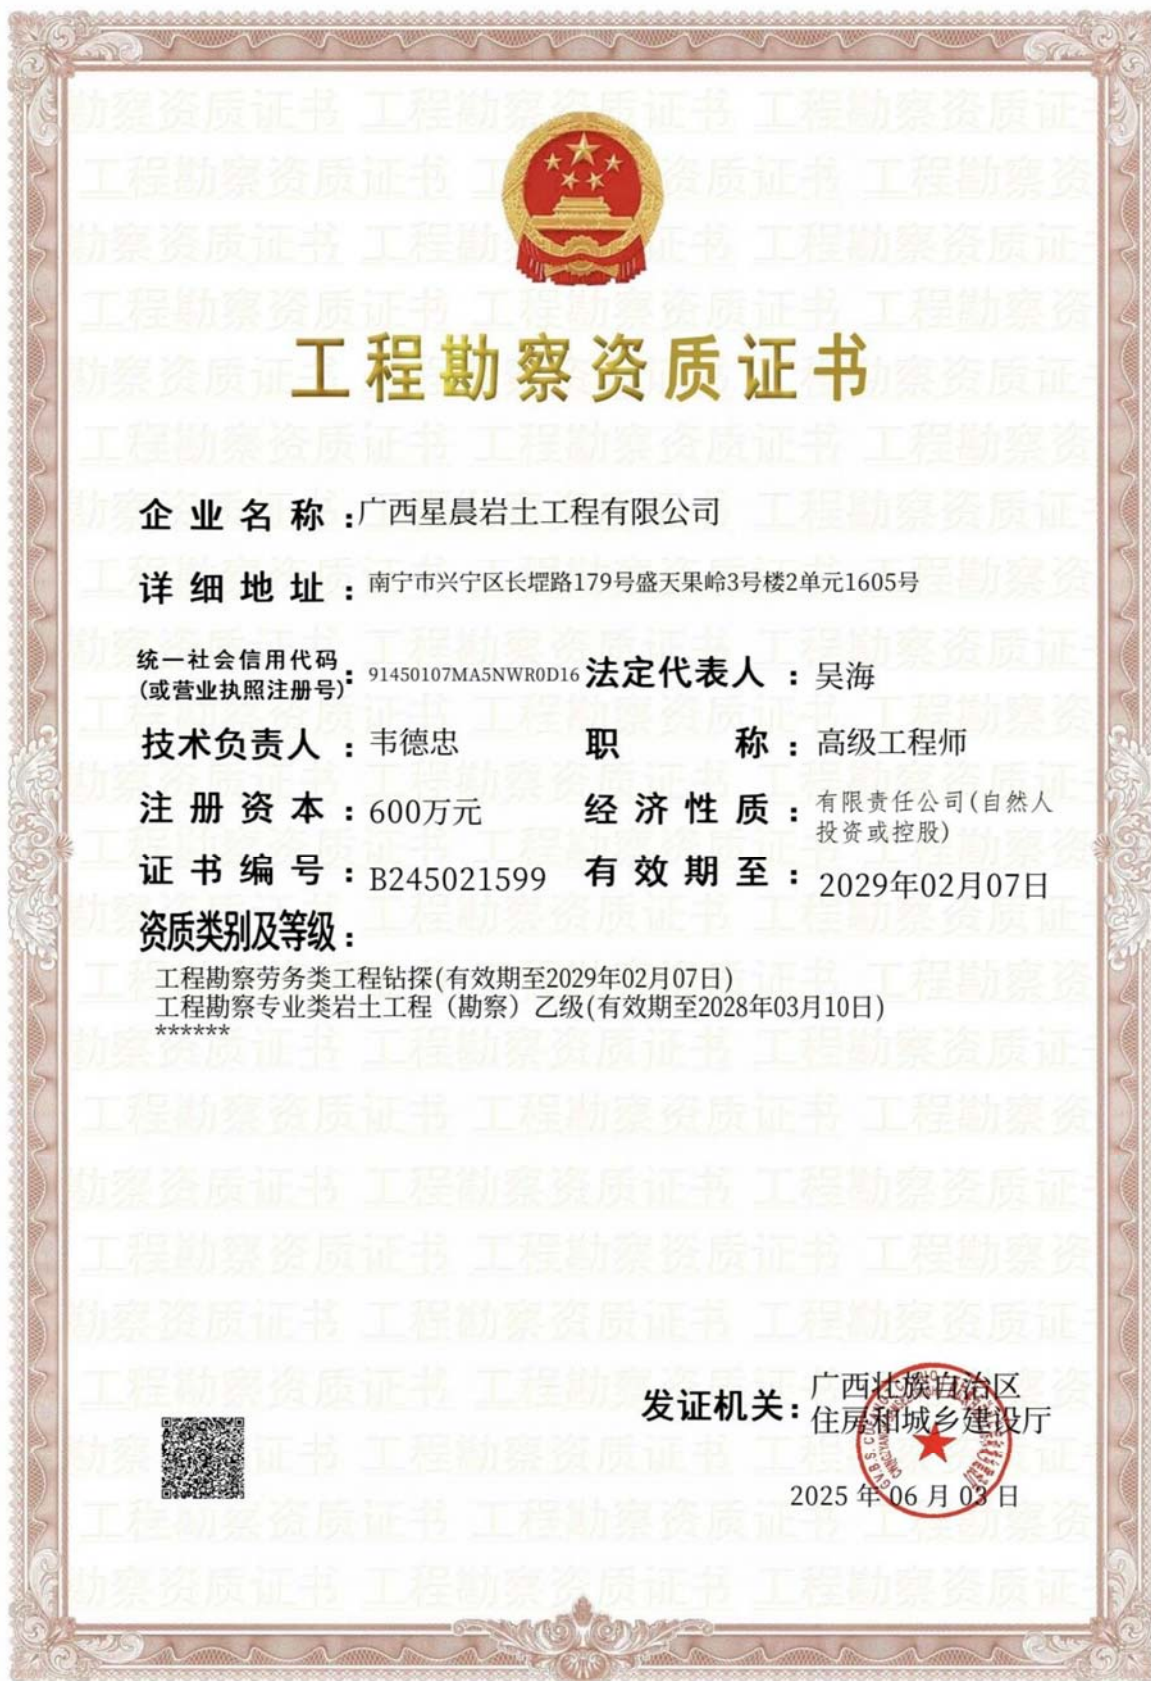 工程勘察资质证书
企业名称：广西星晨岩土工程有限公司
详细地址：南宁市兴宁区长堽路179号盛天果岭3号楼2单元1605号
统一社会信用代码
(或营业执照注册号)：91450107MA5NWR0D16 法定代表人：吴海
技术负责人：韦德忠 职称：高级工程师
注册资本：600万元 经济性质：有限责任公司(自然人
投资或控股)
证书编号：B245021599 有效期至：2029年02月07日
资质类别及等级：
工程勘察劳务类工程钻探(有效期至2029年02月07日)
工程勘察专业类岩土工程（勘察）乙级(有效期至2028年03月10日)
******
发证机关：广西壮族自治区
住房和城乡建设厅
2025 年 06 月 03 日